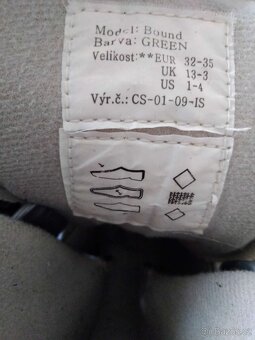 Model: Bound
Barva: GREEN
Velikost:**EUR 32-35
UK 13-3
US 1-4
Výr.č.: CS-01-09-IS